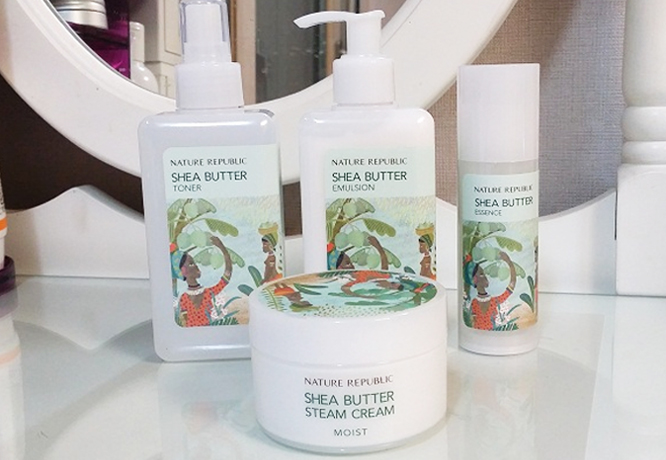 NATURE REPUBLIC
SHEA BUTTER
TONER
NATURE REPUBLIC
SHEA BUTTER
EMULSION
NATURE REPUBLIC
SHEA BUTTER
ESSENCE
NATURE REPUBLIC
SHEA BUTTER
STEAM CREAM
MOIST